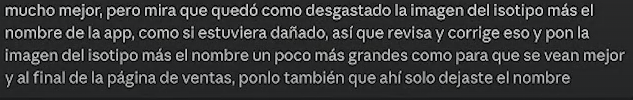 mucho mejor, pero mira que quedó como desgastado la imagen del isotipo más el
nombre de la app, como si estuviera dañado, así que revisa y corrige eso y pon la
imagen del isotipo más el nombre un poco más grandes como para que se vean mejor
y al final de la página de ventas, ponlo también que ahí solo dejaste el nombre